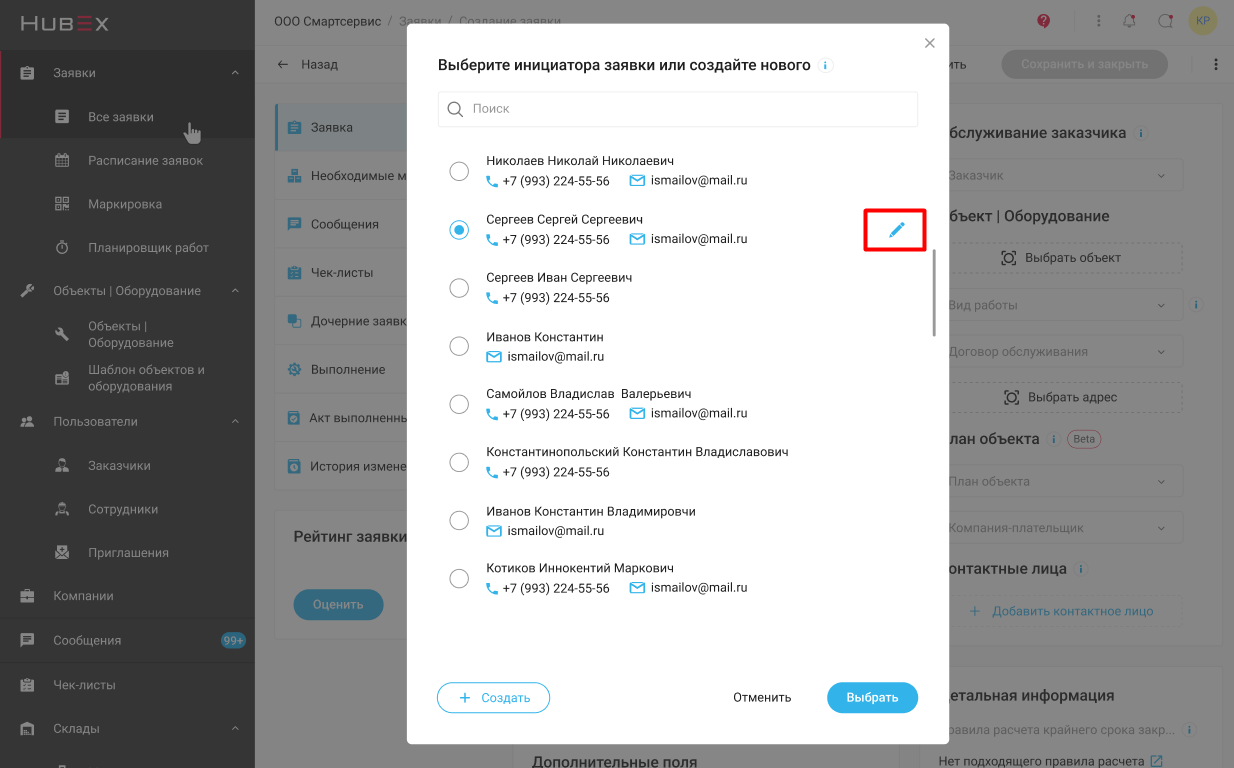 HUBEX
Заявки
Все заявки
Расписание заявок
Маркировка
Планировщик работ
Объекты | Оборудование
Объекты |
Оборудование
Шаблон объектов и
оборудования
Пользователи
Заказчики
Сотрудники
Приглашения
Компании
Сообщения
99+
Чек-листы
Склады
ООО Смартсервис / Заявки / Создание заявки
КР
Назад
ить
Сохранить и закрыть
Заявка
Необходимые м
Сообщения
Чек-листы
Дочерние заявк
Выполнение
Акт выполненны
История измене
Рейтинг заявки
Оценить
Выберите инициатора заявки или создайте нового
Поиск
Николаев Николай Николаевич
+7 (993) 224-55-56 ismailov@mail.ru
Сергеев Сергей Сергеевич
+7 (993) 224-55-56 ismailov@mail.ru
Сергеев Иван Сергеевич
+7 (993) 224-55-56
Иванов Константин
ismailov@mail.ru
Самойлов Владислав Валерьевич
+7 (993) 224-55-56 ismailov@mail.ru
Константинопольский Константин Владиславович
+7 (993) 224-55-56
Иванов Константин Владимировчи
ismailov@mail.ru
Котиков Иннокентий Маркович
+7 (993) 224-55-56 ismailov@mail.ru
+ Создать
Отменить
Выбрать
бслуживание заказчика
Заказчик
бъект | Оборудование
Выбрать объект
Вид работы
Договор обслуживания
Выбрать адрес
лан объекта
Beta
План объекта
Компания-плательщик
онтактные лица
+ Добавить контактное лицо
етальная информация
равила расчета крайнего срока закр...
Нет подходящего правила расчета
Дополнительные поля